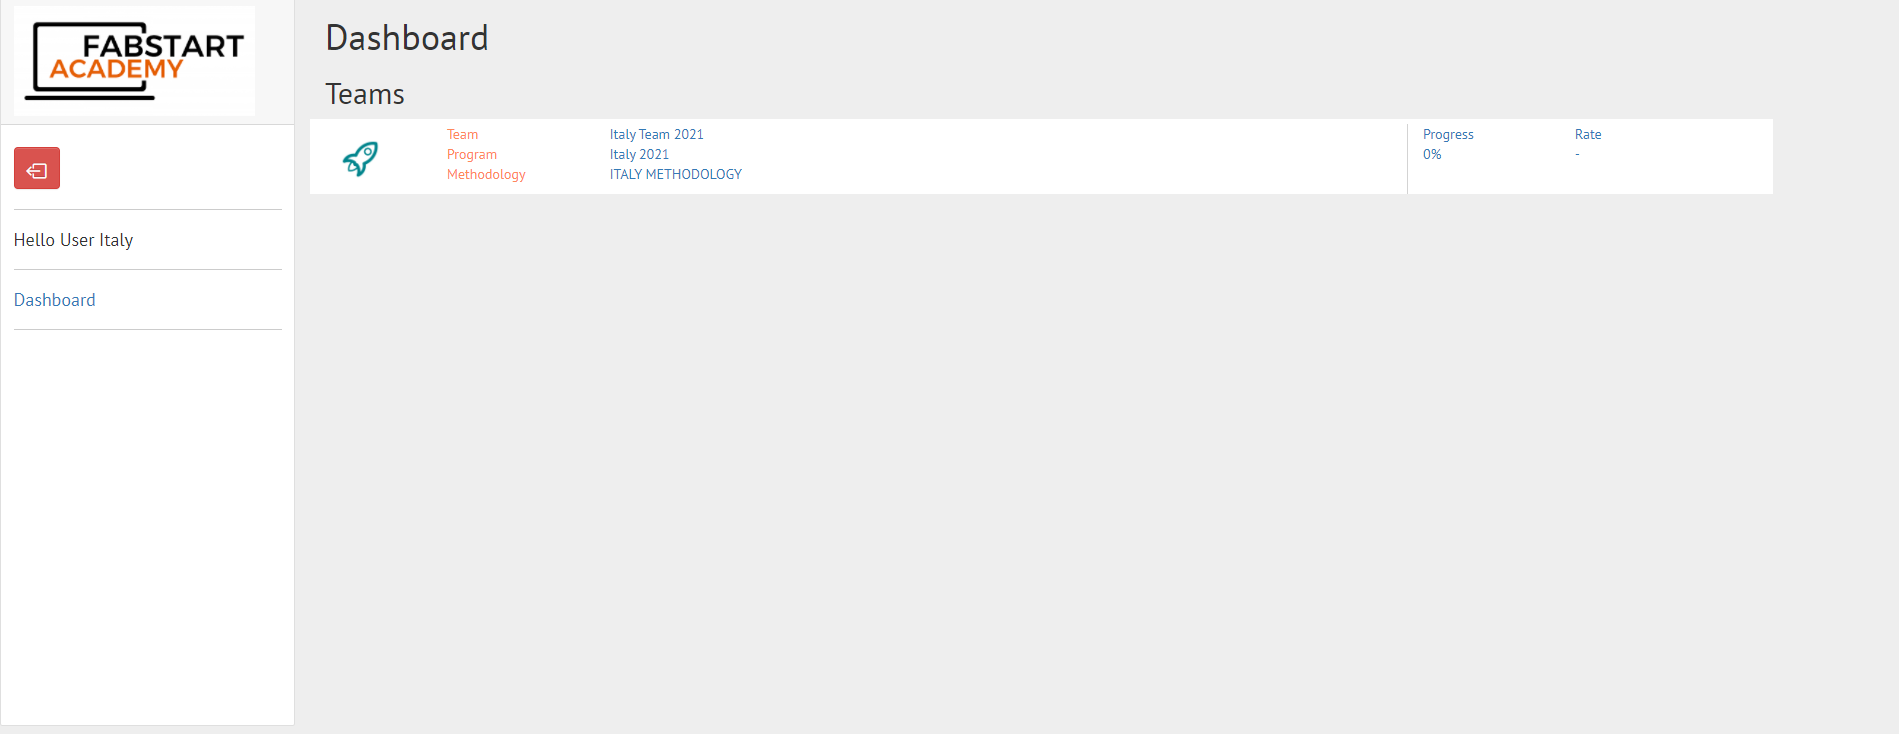 FABSTART
ACADEMY
Hello User Italy
Dashboard
Dashboard
Teams
Team Italy Team 2021 Progress Rate
Program Italy 2021 0% -
Methodology ITALY METHODOLOGY